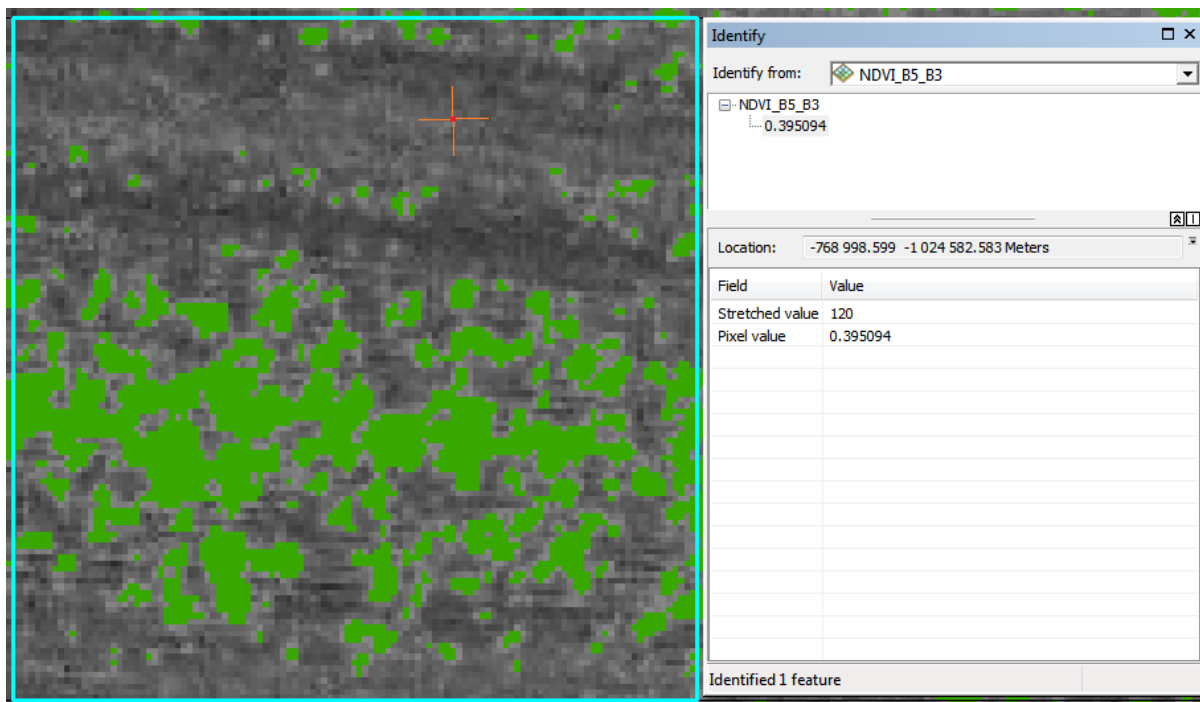 Identify
Identify from: NDVI_B5_B3
NDVI_B5_B3
0.395094
Location: -768 998.599 -1 024 582.583 Meters
Field Value
Stretched value 120
Pixel value 0.395094
Identified 1 feature